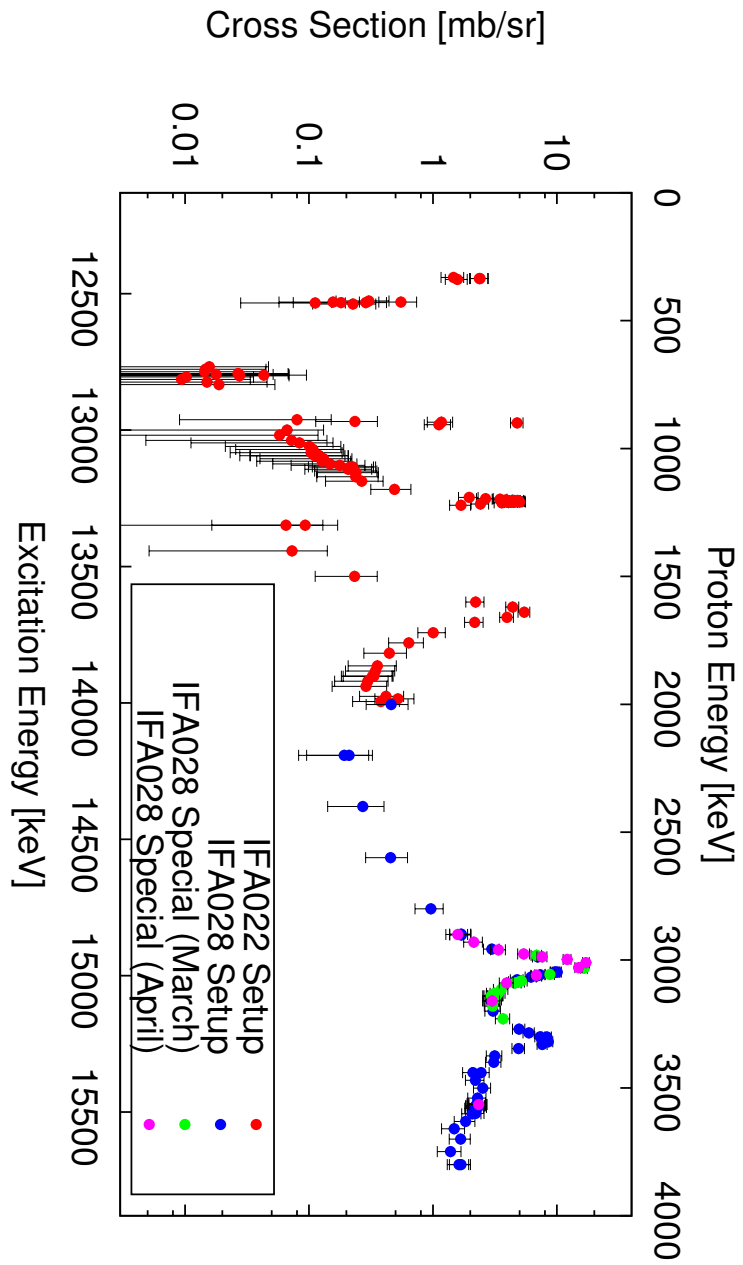 Proton Energy [keV]
0
500
1000
1500
2000
2500
3000
3500
4000
Cross Section [mb/sr]
10
1
0.1
0.01
IFA022 Setup
IFA028 Setup
IFA028 Special (March)
IFA028 Special (April)
12500
13000
13500
14000
14500
15000
15500
Excitation Energy [keV]